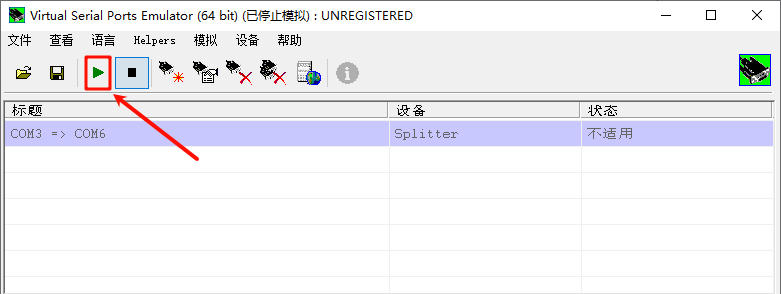 Virtual Serial Ports Emulator (64 bit) (已停止模拟) : UNREGISTERED
文件 查看 语言 Helpers 模拟 设备 帮助
标题 设备 状态
COM3 => COM6 Splitter 不适用